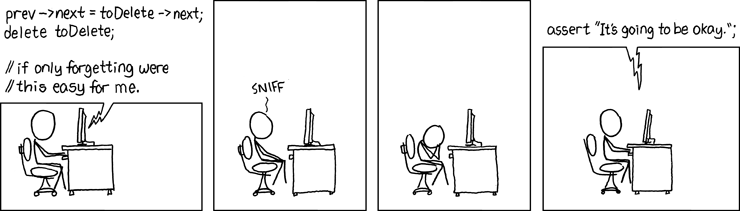 prev->next = toDelete->next;
delete toDelete;
// if only forgetting were
// this easy for me.
SNIFF
assert "It's going to be okay.";